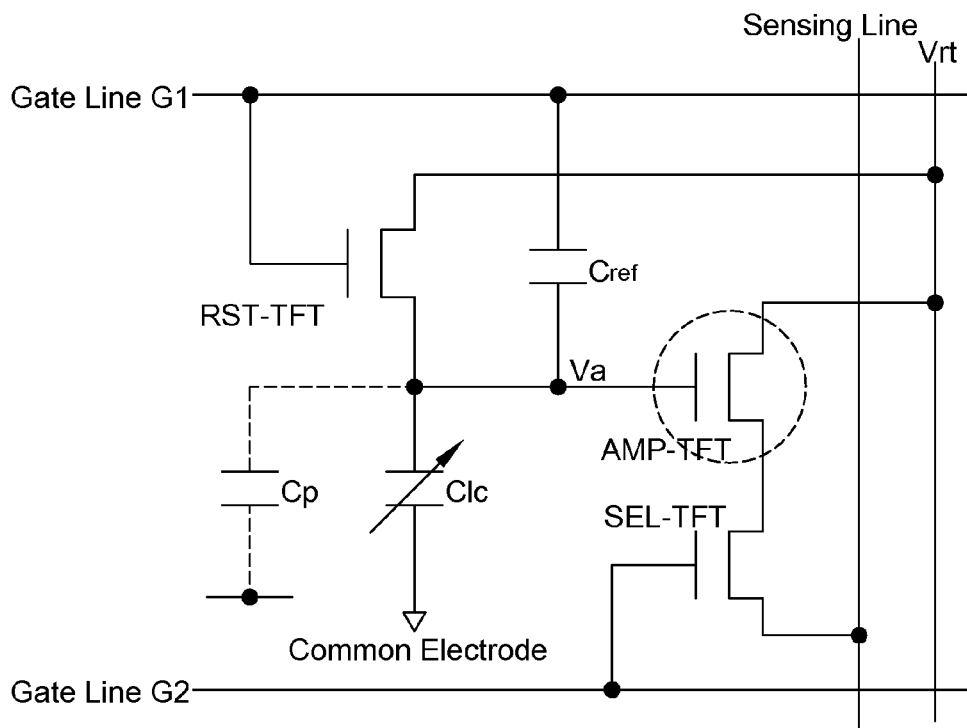 Sensing Line
Vrt
Gate Line G1
Cref
RST-TFT
Va
AMP-TFT
Cp
Clc
SEL-TFT
Common Electrode
Gate Line G2